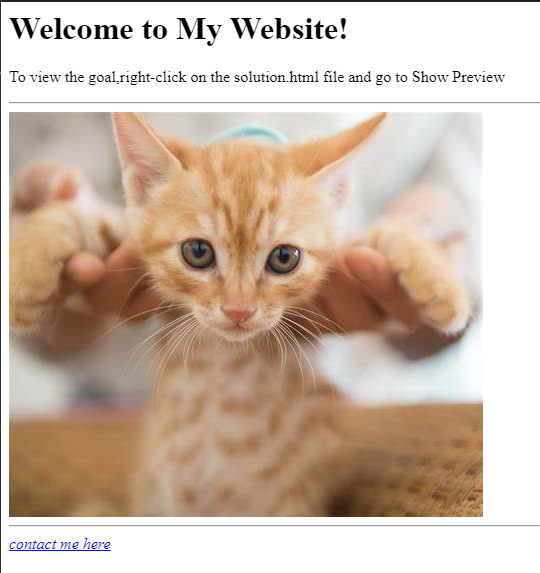 Welcome to My Website!
To view the goal,right-click on the solution.html file and go to Show Preview
contact me here